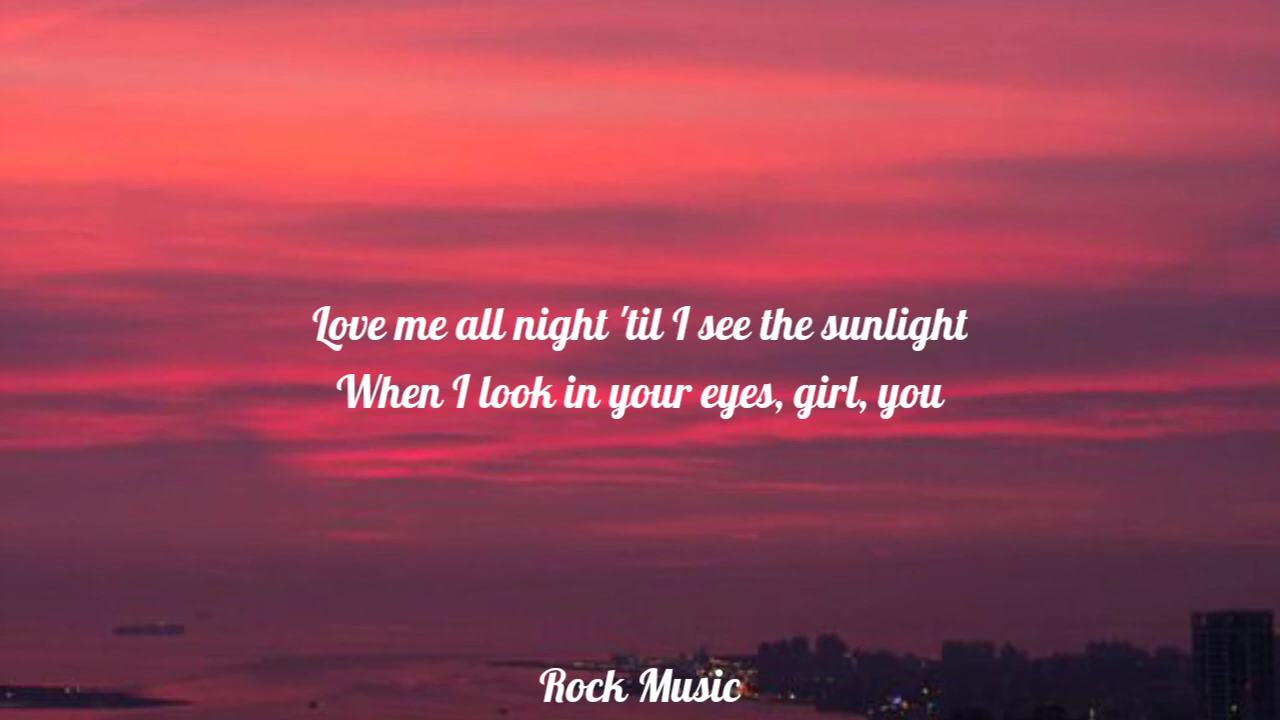 Love me all night 'til I see the sunlight
When I look in your eyes, girl, you
Rock Music